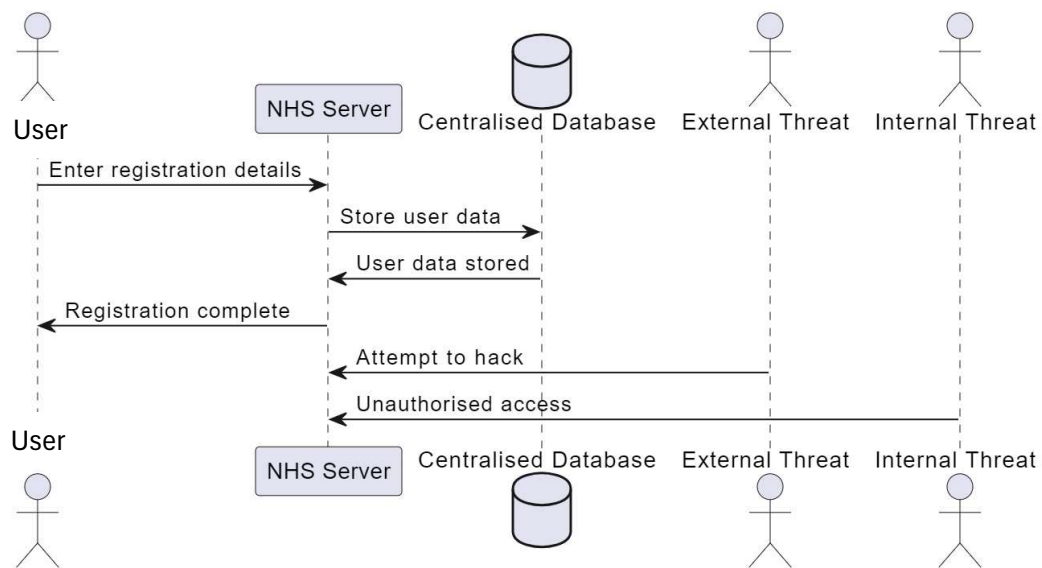 User
NHS Server
Centralised Database
External Threat
Internal Threat
Enter registration details
Store user data
User data stored
Registration complete
Attempt to hack
Unauthorised access
User
NHS Server
Centralised Database
External Threat
Internal Threat